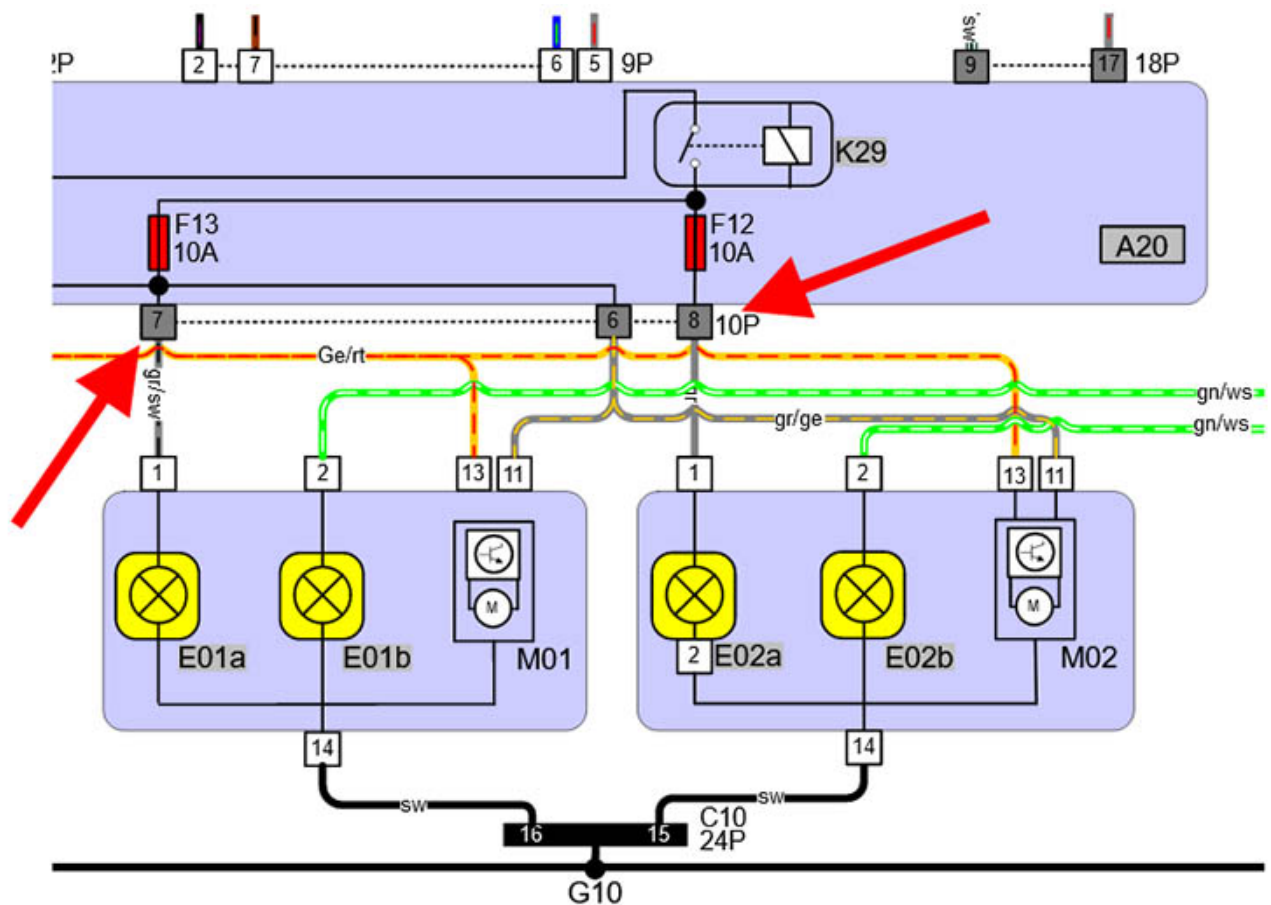 2P 2 7 6 5 9P 'sw 9 17 18P
K29
F13
10A
F12
10A
A20
7 6 8 10P
Ge/rt
gr/sw
gr
gn/ws
gr/ge
gn/ws
1 2 13 11 1 2 13 11
M M
E01a E01b M01 2 E02a E02b M02
14 14
sw sw
C10
16 15 24P
G10